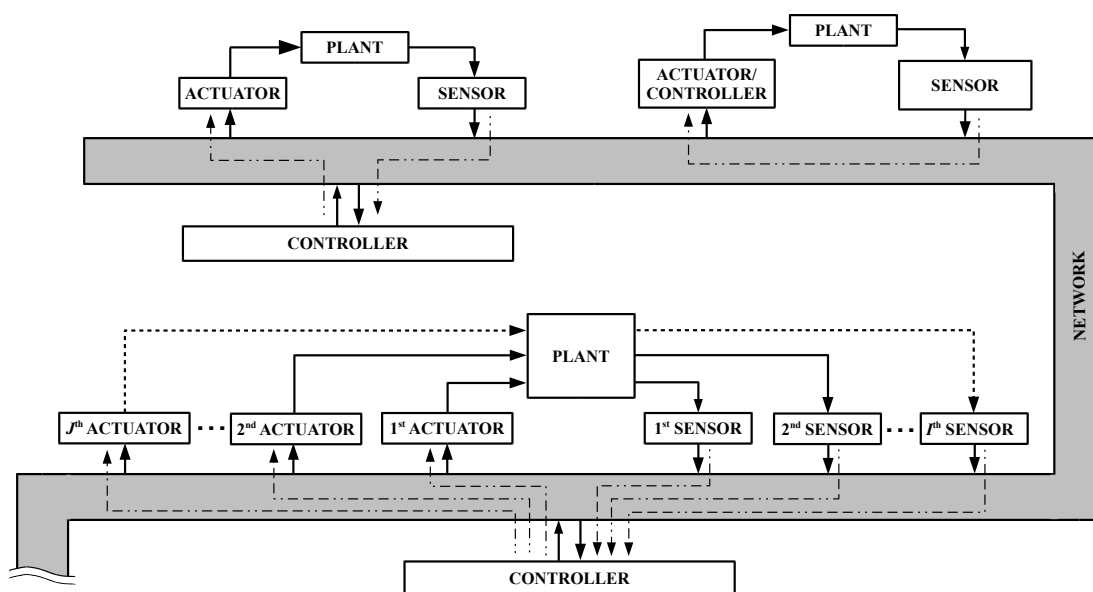 PLANT
ACTUATOR
SENSOR
PLANT
ACTUATOR/
CONTROLLER
SENSOR
CONTROLLER
NETWORK
PLANT
Jth ACTUATOR
2nd ACTUATOR
1st ACTUATOR
1st SENSOR
2nd SENSOR
Ith SENSOR
CONTROLLER